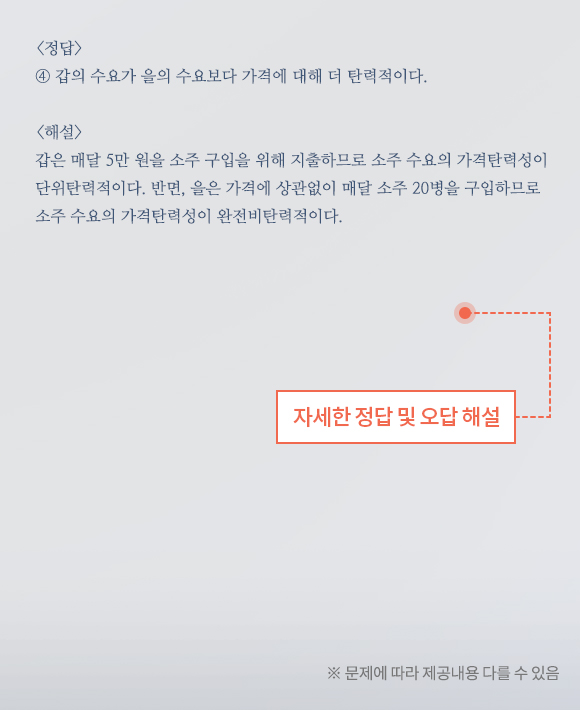 〈정답〉
④ 갑의 수요가 을의 수요보다 가격에 대해 더 탄력적이다.
〈해설〉
갑은 매달 5만 원을 소주 구입을 위해 지출하므로 소주 수요의 가격탄력성이
단위탄력적이다. 반면, 을은 가격에 상관없이 매달 소주 20병을 구입하므로
소주 수요의 가격탄력성이 완전비탄력적이다.
자세한 정답 및 오답 해설
※ 문제에 따라 제공내용 다를 수 있음